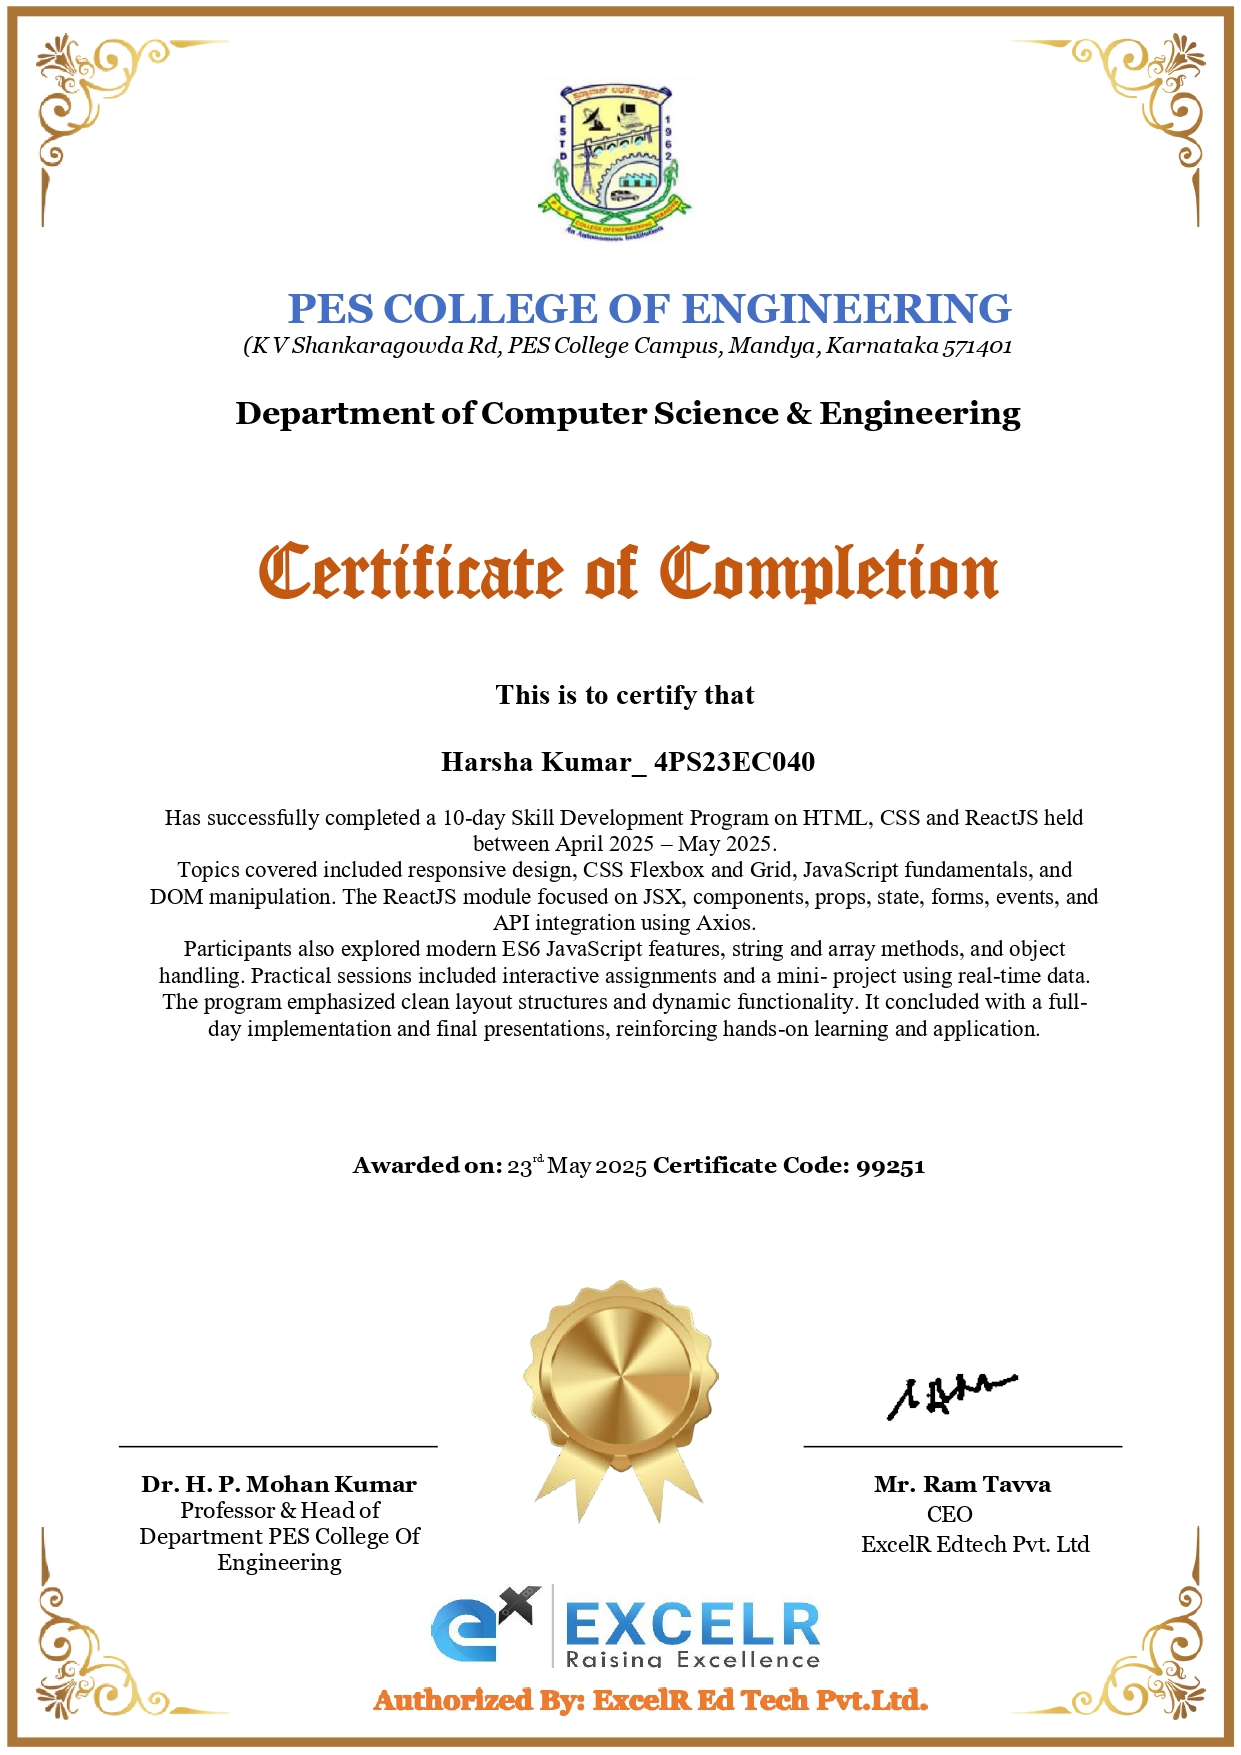 ESTD 1962
P. E. S. COLLEGE OF ENGINEERING MANDYA
An Autonomous Institution
PES COLLEGE OF ENGINEERING
(K V Shankaragowda Rd, PES College Campus, Mandya, Karnataka 571401
Department of Computer Science & Engineering
Certificate of Completion
This is to certify that
Harsha Kumar_ 4PS23EC040
Has successfully completed a 10-day Skill Development Program on HTML, CSS and ReactJS held
between April 2025 – May 2025.
Topics covered included responsive design, CSS Flexbox and Grid, JavaScript fundamentals, and
DOM manipulation. The ReactJS module focused on JSX, components, props, state, forms, events, and
API integration using Axios.
Participants also explored modern ES6 JavaScript features, string and array methods, and object
handling. Practical sessions included interactive assignments and a mini- project using real-time data.
The program emphasized clean layout structures and dynamic functionality. It concluded with a full-
day implementation and final presentations, reinforcing hands-on learning and application.
Awarded on: 23rd. May 2025 Certificate Code: 99251
Dr. H. P. Mohan Kumar
Professor & Head of
Department PES College Of
Engineering
Mr. Ram Tavva
CEO
ExcelR Edtech Pvt. Ltd
ex
EXCELR
Raising Excellence
Authorized By: ExcelR Ed Tech Pvt.Ltd.